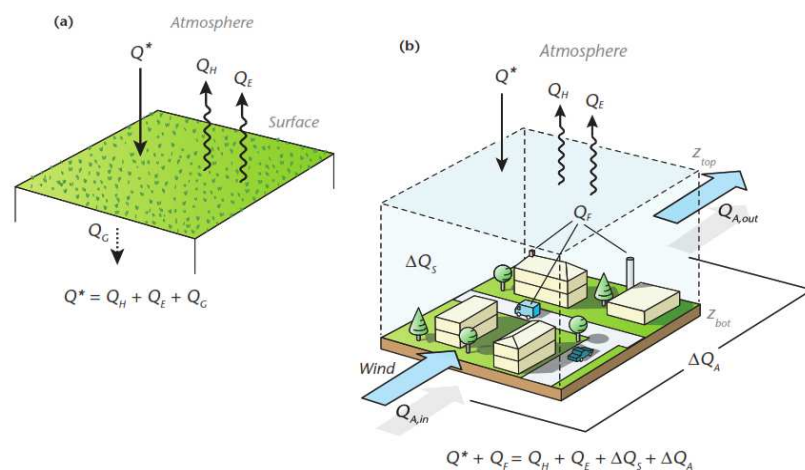 (a)
Atmosphere
Q*
Q_H
Q_E
Surface
Q_G
Q* = Q_H + Q_E + Q_G
(b)
Atmosphere
Q*
Q_H
Q_E
z_top
Q_A,out
Q_F
ΔQ_S
z_bot
Wind
ΔQ_A
Q_A,in
Q* + Q_F = Q_H + Q_E + ΔQ_S + ΔQ_A